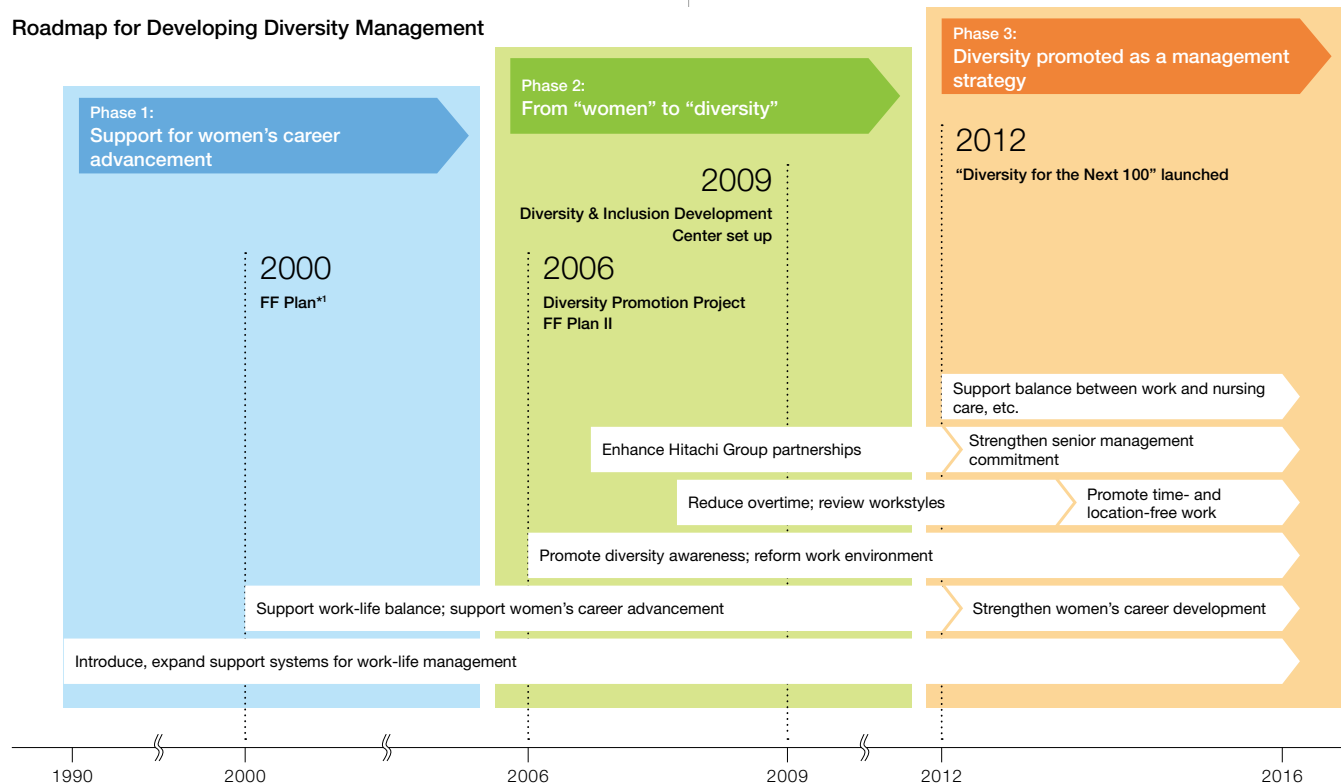 Roadmap for Developing Diversity Management
Phase 1:
Support for women’s career
advancement
Phase 2:
From “women” to “diversity”
Phase 3:
Diversity promoted as a management
strategy
2000
FF Plan*1
2009
Diversity & Inclusion Development
Center set up
2006
Diversity Promotion Project
FF Plan II
2012
“Diversity for the Next 100” launched
Support balance between work and nursing
care, etc.
Enhance Hitachi Group partnerships
Strengthen senior management
commitment
Reduce overtime; review workstyles
Promote time- and
location-free work
Promote diversity awareness; reform work environment
Support work-life balance; support women’s career advancement
Strengthen women’s career development
Introduce, expand support systems for work-life management
1990
2000
2006
2009
2012
2016